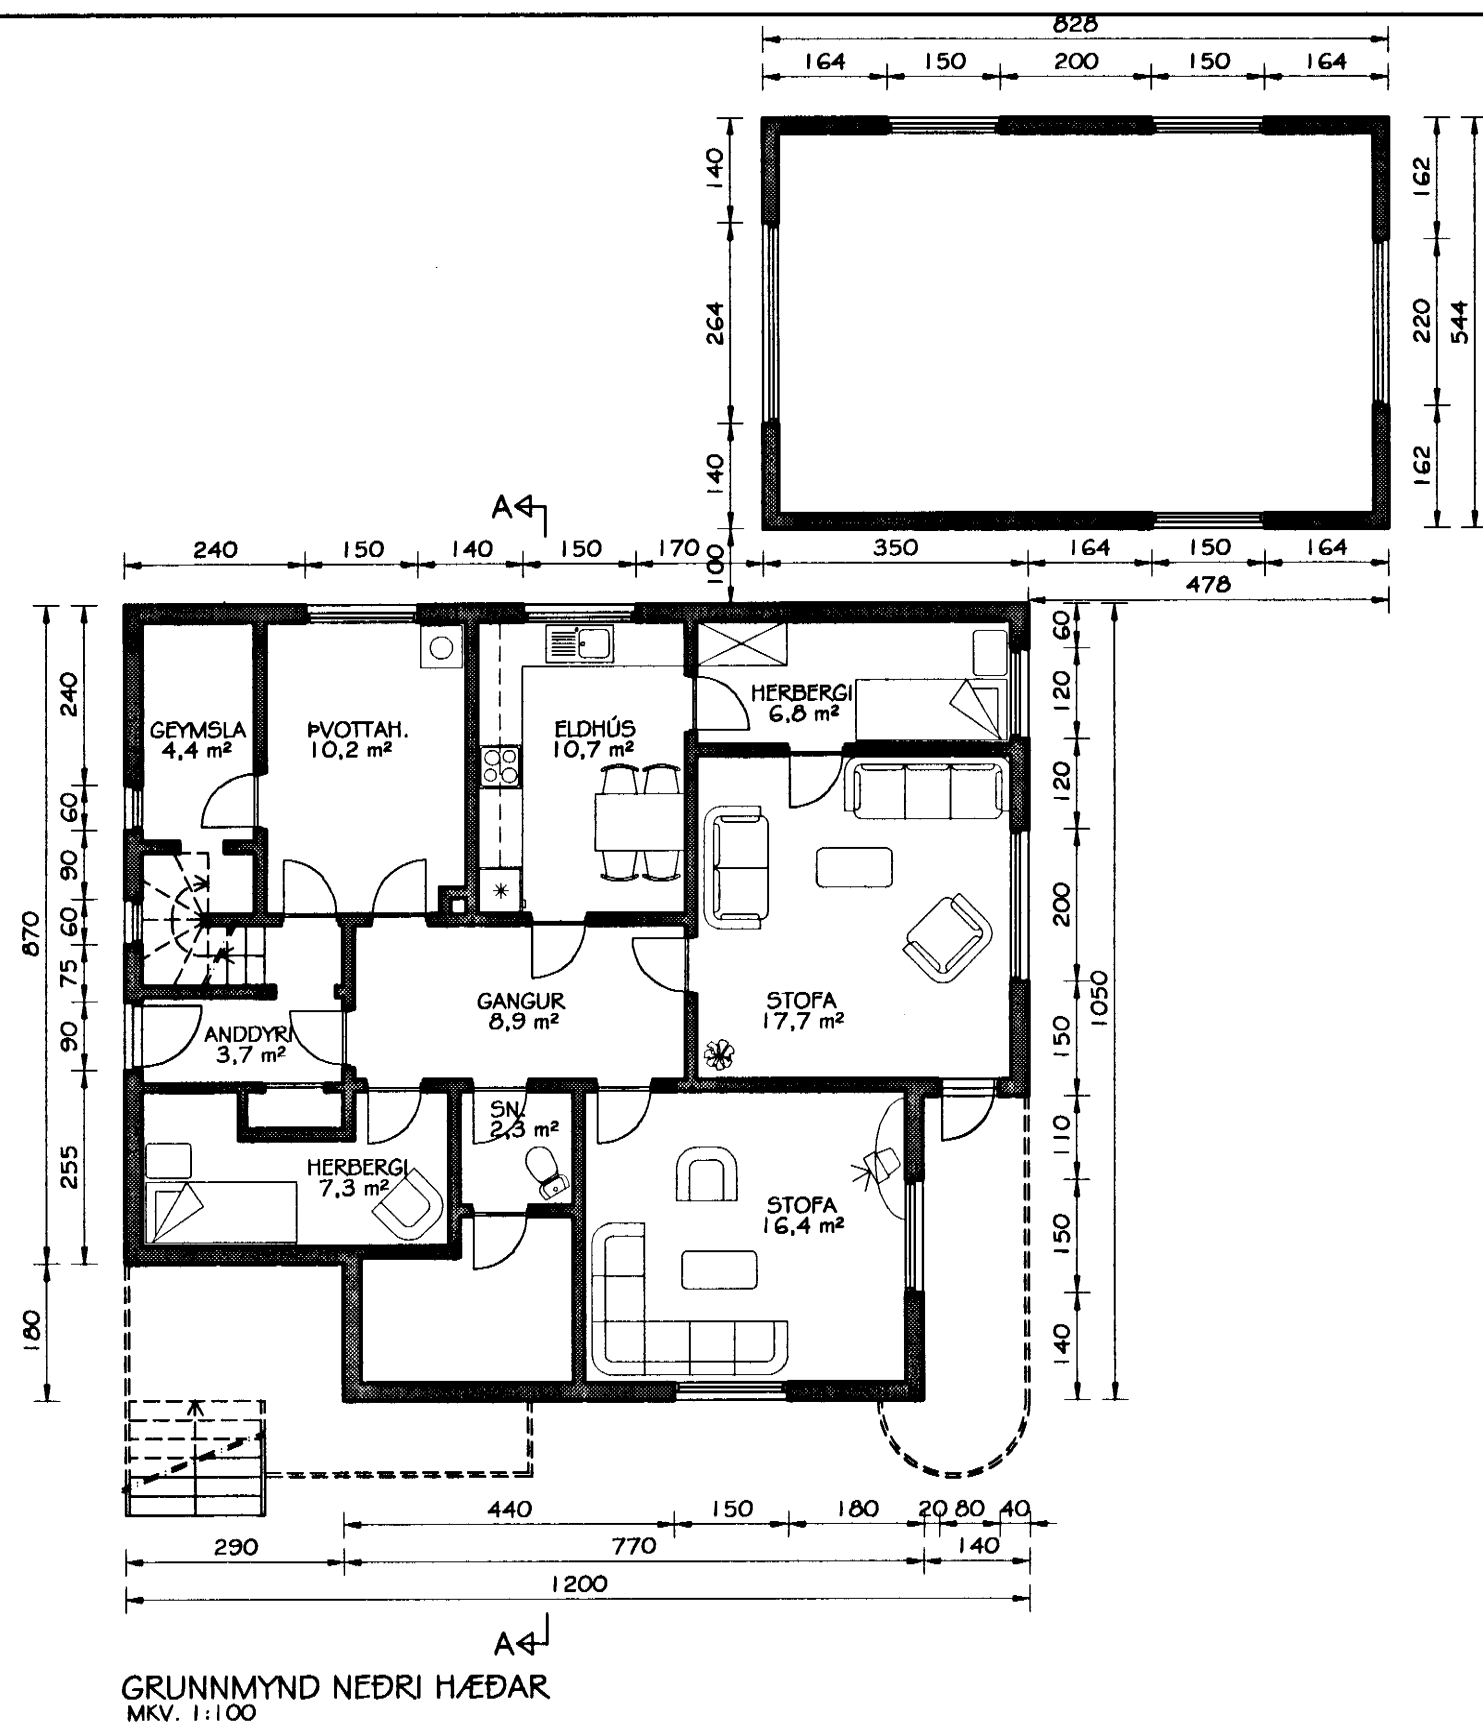 828
164 150 200 150 164
140
264
140
162
220
162
544
A
240 150 140 150 170
100
350 164 150 164
478
240
60
90
60
75
90
255
870
180
60
120
120
200
150
110
150
140
1050
GEYMSLA
4,4 m²
ÞVOTTAH.
10,2 m²
ELDHÚS
10,7 m²
HERBERGI
6,8 m²
STOFA
17,7 m²
GANGUR
8,9 m²
ANDDYRI
3,7 m²
SN.
2,3 m²
HERBERGI
7,3 m²
STOFA
16,4 m²
440 150 180 20 80 40
290 770 140
1200
A
GRUNNMYND NEÐRI HÆÐAR
MKV. 1:100